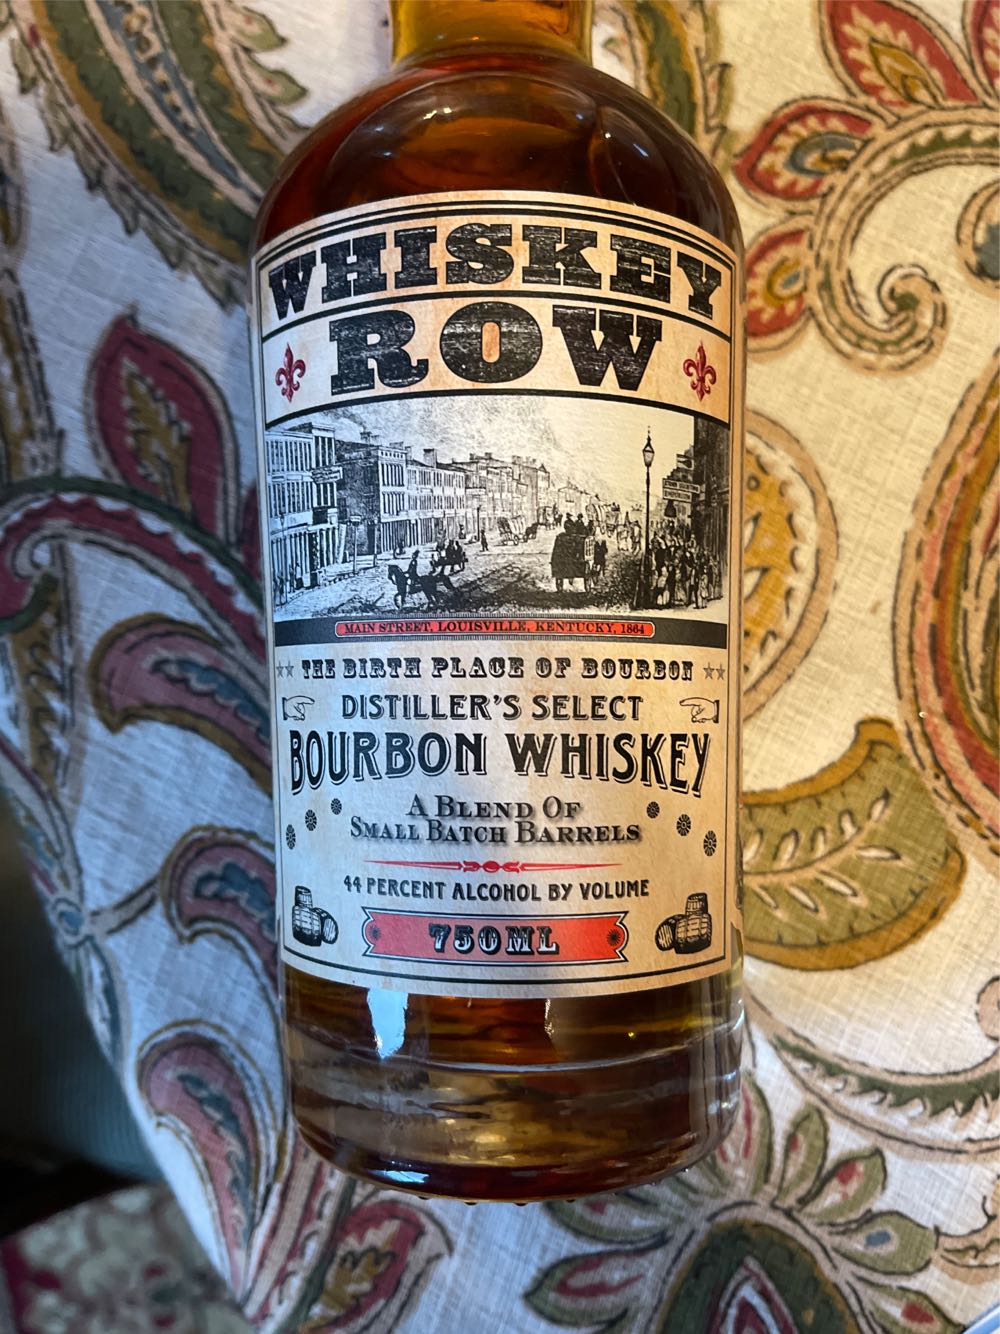 WHISKEY
ROW
MAIN STREET, LOUISVILLE, KENTUCKY, 1864
THE BIRTH PLACE OF BOURBON
DISTILLER'S SELECT
BOURBON WHISKEY
A BLEND OF
SMALL BATCH BARRELS
44 PERCENT ALCOHOL BY VOLUME
750ML